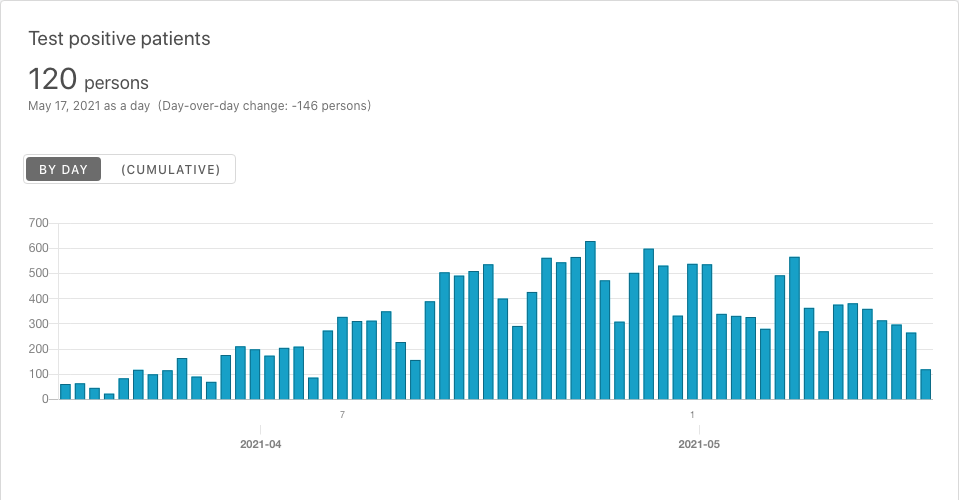 Test positive patients
120 persons
May 17, 2021 as a day (Day-over-day change: -146 persons)
BY DAY (CUMULATIVE)
700
600
500
400
300
200
100
0
7 1
2021-04 2021-05